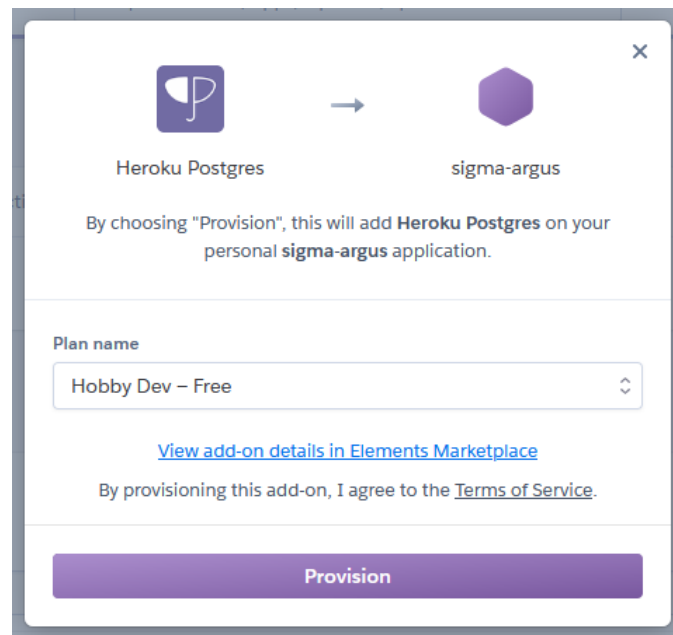 Heroku Postgres
sigma-argus
By choosing "Provision", this will add Heroku Postgres on your
personal sigma-argus application.
Plan name
Hobby Dev – Free
View add-on details in Elements Marketplace
By provisioning this add-on, I agree to the Terms of Service.
Provision